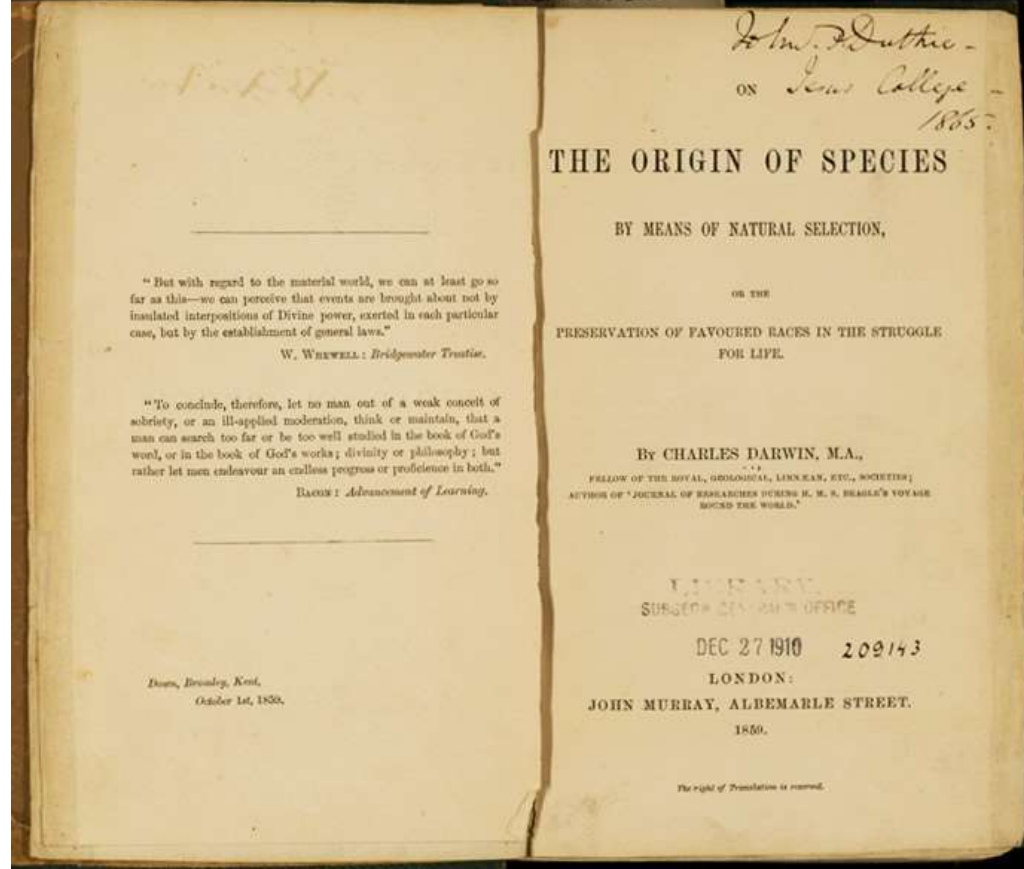 “ But with regard to the material world, we can at least go so
far as this—we can perceive that events are brought about not by
insulated interpositions of Divine power, exerted in each particular
case, but by the establishment of general laws.”
W. WHEWELL : Bridgewater Treatise.
“ To conclude, therefore, let no man out of a weak conceit of
sobriety, or an ill-applied moderation, think or maintain, that a
man can search too far or be too well studied in the book of God's
word, or in the book of God's works ; divinity or philosophy ; but
rather let men endeavour an endless progress or proficience in both.”
BACON : Advancement of Learning.
Down, Bromley, Kent,
October 1st, 1859.
John. F. Duthie -
Jesus College -
1865.
ON
THE ORIGIN OF SPECIES
BY MEANS OF NATURAL SELECTION,
OR THE
PRESERVATION OF FAVOURED RACES IN THE STRUGGLE
FOR LIFE.
BY CHARLES DARWIN, M.A.,
FELLOW OF THE ROYAL, GEOLOGICAL, LINNÆAN, ETC., SOCIETIES ;
AUTHOR OF ‘JOURNAL OF RESEARCHES DURING H. M. S. BEAGLE'S VOYAGE
ROUND THE WORLD.’
LIBRARY
SURGEON GENERAL'S OFFICE
DEC 27 1910 209143
LONDON:
JOHN MURRAY, ALBEMARLE STREET.
1859.
The right of Translation is reserved.